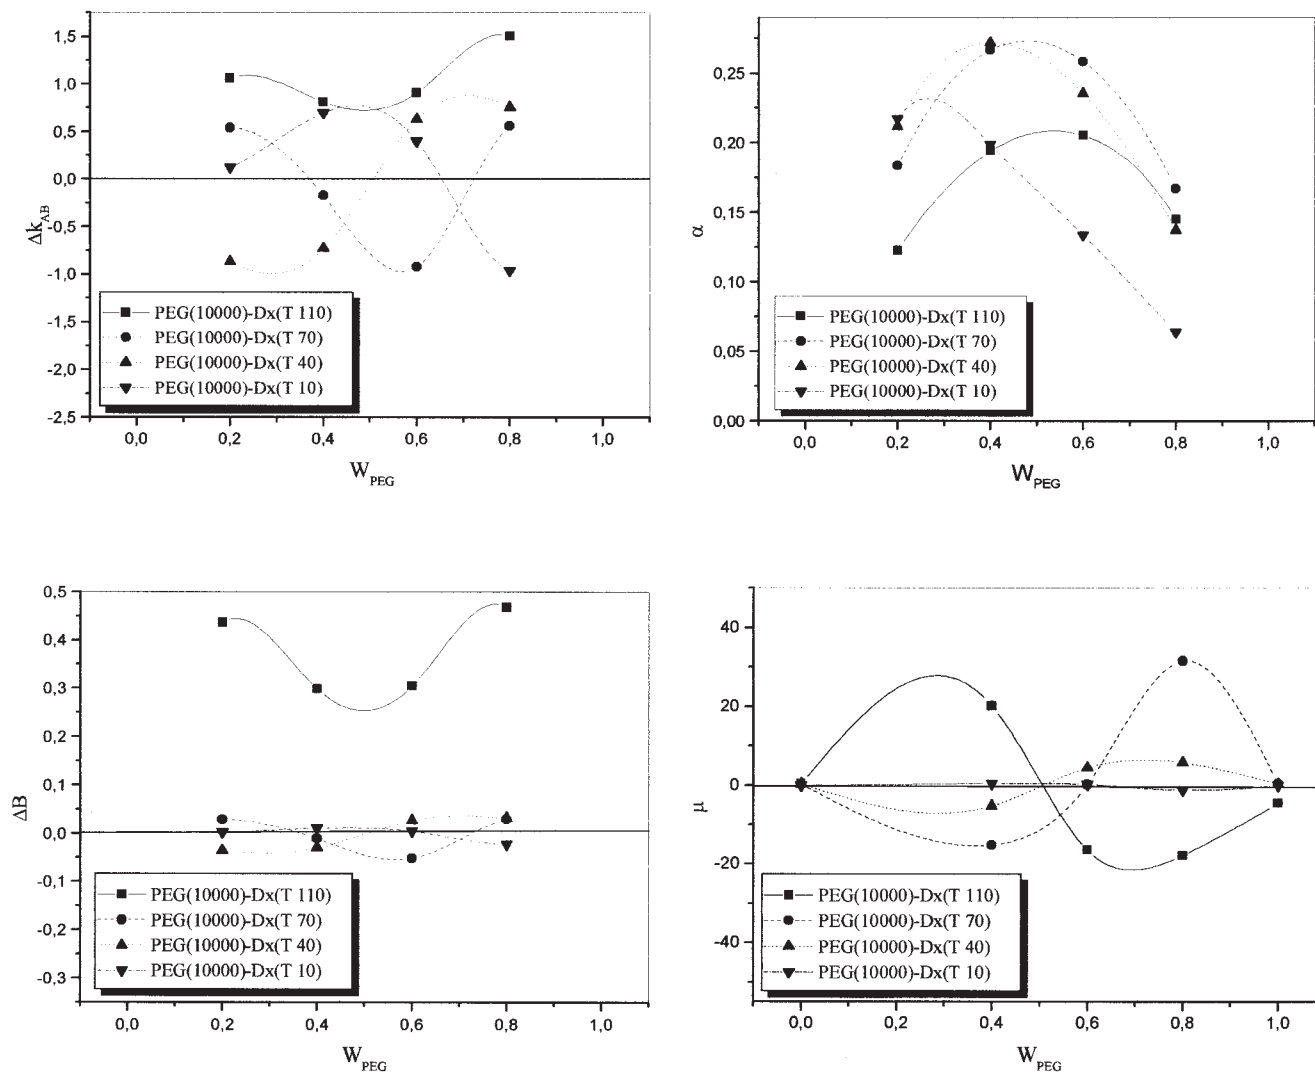 1,5
1,0
0,5
0,0
-0,5
-1,0
-1,5
-2,0
-2,5
Δk_AB
PEG(10000)-Dx(T 110)
PEG(10000)-Dx(T 70)
PEG(10000)-Dx(T 40)
PEG(10000)-Dx(T 10)
0,0 0,2 0,4 0,6 0,8 1,0
W_PEG
0,25
0,20
0,15
0,10
0,05
0,00
α
PEG(10000)-Dx(T 110)
PEG(10000)-Dx(T 70)
PEG(10000)-Dx(T 40)
PEG(10000)-Dx(T 10)
0,0 0,2 0,4 0,6 0,8 1,0
W_PEG
0,5
0,4
0,3
0,2
0,1
0,0
-0,1
-0,2
-0,3
ΔB
PEG(10000)-Dx(T 110)
PEG(10000)-Dx(T 70)
PEG(10000)-Dx(T 40)
PEG(10000)-Dx(T 10)
0,0 0,2 0,4 0,6 0,8 1,0
W_PEG
40
20
0
-20
-40
μ
PEG(10000)-Dx(T 110)
PEG(10000)-Dx(T 70)
PEG(10000)-Dx(T 40)
PEG(10000)-Dx(T 10)
0,0 0,2 0,4 0,6 0,8 1,0
W_PEG